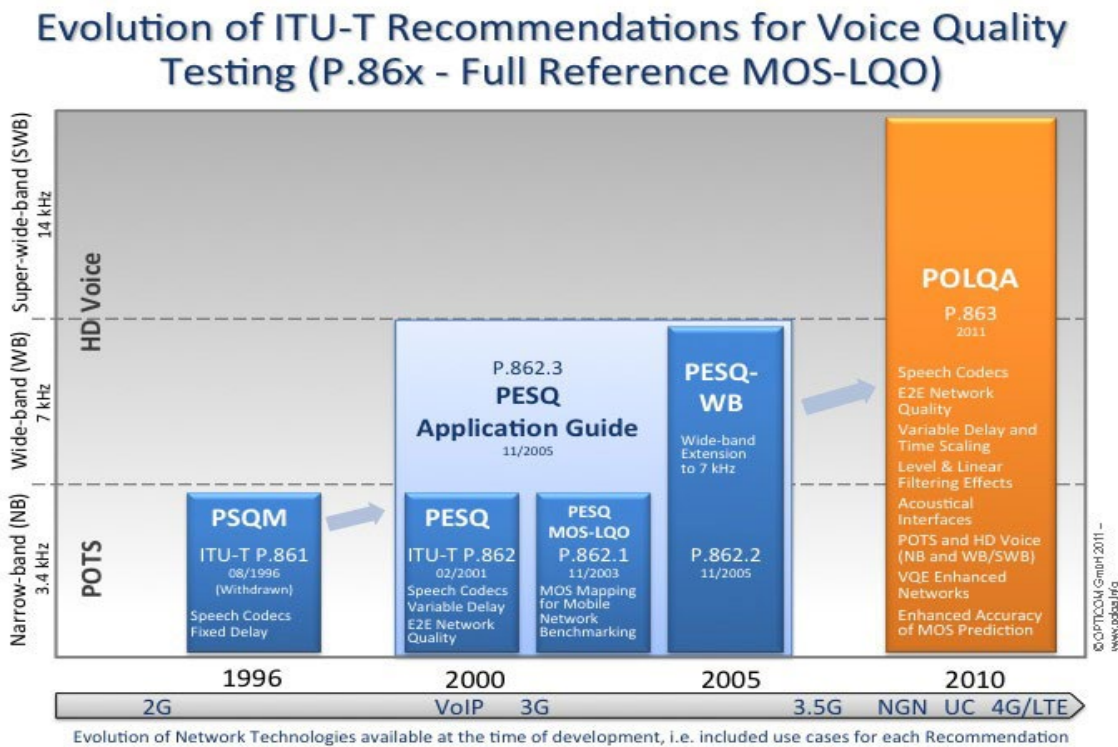 Evolution of ITU-T Recommendations for Voice Quality
Testing (P.86x - Full Reference MOS-LQO)
Super-wide-band (SWB)
14 kHz
Wide-band (WB)
7 kHz
Narrow-band (NB)
3.4 kHz
HD Voice
POTS
PSQM
ITU-T P.861
08/1996
(Withdrawn)
Speech Codecs
Fixed Delay
P.862.3
PESQ
Application Guide
11/2005
PESQ
ITU-T P.862
02/2001
Speech Codecs
Variable Delay
E2E Network
Quality
PESQ
MOS-LQO
P.862.1
11/2003
MOS Mapping
for Mobile
Network
Benchmarking
PESQ-
WB
Wide-band
Extension
to 7 kHz
P.862.2
11/2005
POLQA
P.863
2011
Speech Codecs
E2E Network
Quality
Variable Delay and
Time Scaling
Level & Linear
Filtering Effects
Acoustical
Interfaces
POTS and HD Voice
(NB and WB/SWB)
VQE Enhanced
Networks
Enhanced Accuracy
of MOS Prediction
© OPTICOM GmbH 2011 –
www.polqa.info
1996
2000
2005
2010
2G
VoIP
3G
3.5G
NGN
UC
4G/LTE
Evolution of Network Technologies available at the time of development, i.e. included use cases for each Recommendation